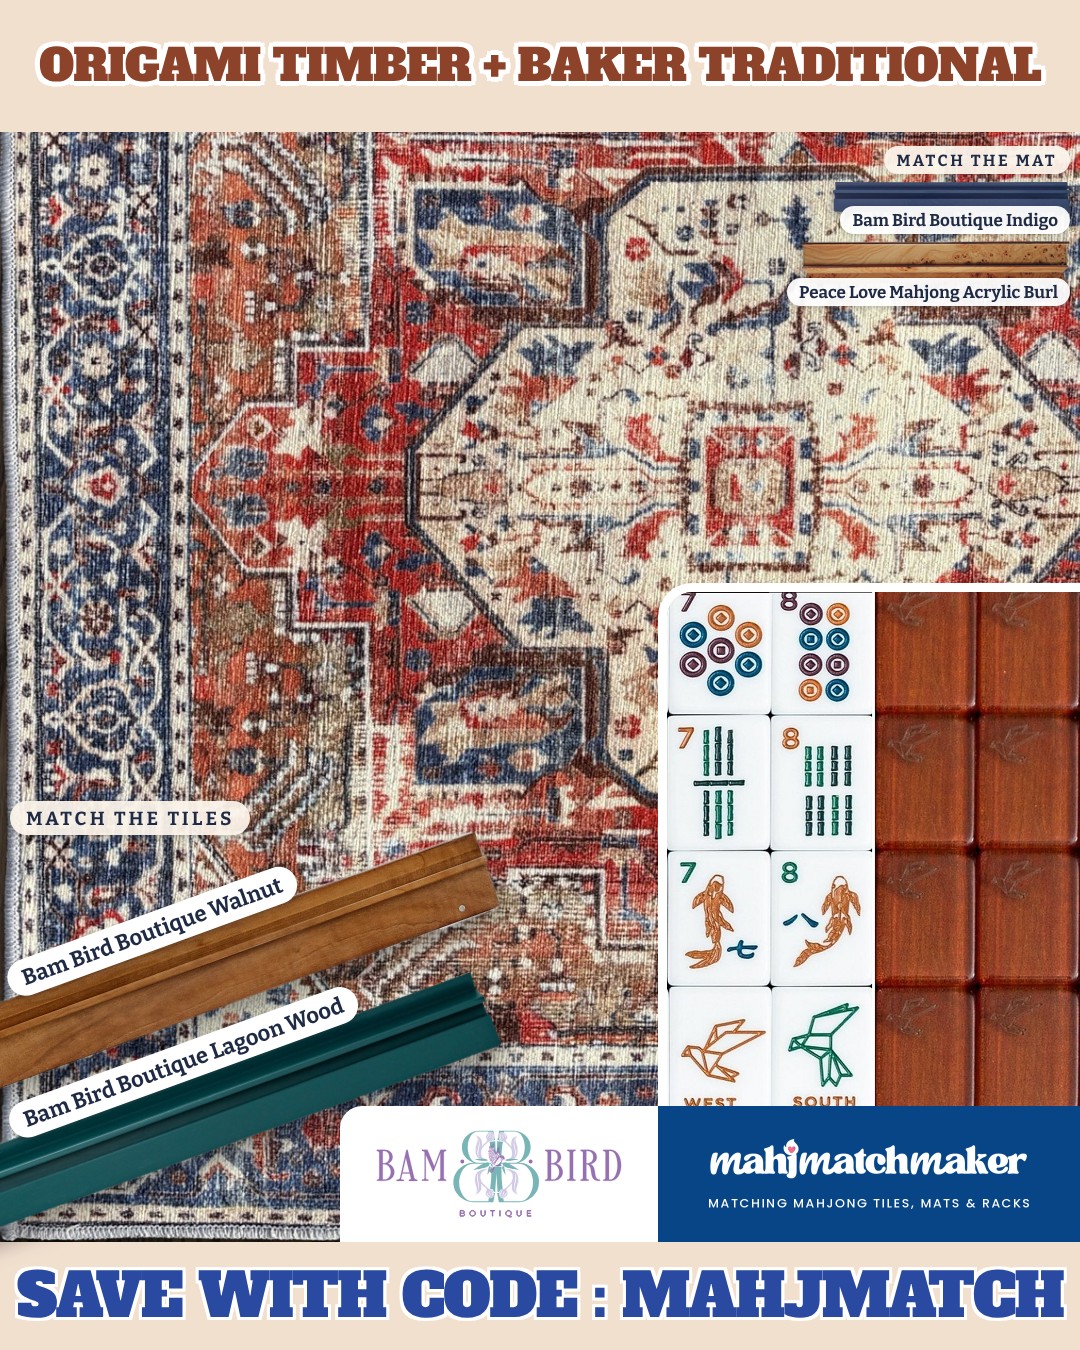 ORIGAMI TIMBER + BAKER TRADITIONAL
MATCH THE MAT
Bam Bird Boutique Indigo
Peace Love Mahjong Acrylic Burl
7 8
7 8
7 8
七 八
WEST SOUTH
MATCH THE TILES
Bam Bird Boutique Walnut
Bam Bird Boutique Lagoon Wood
BAM BIRD
BOUTIQUE
mahjmatchmaker
MATCHING MAHJONG TILES, MATS & RACKS
SAVE WITH CODE : MAHJMATCH